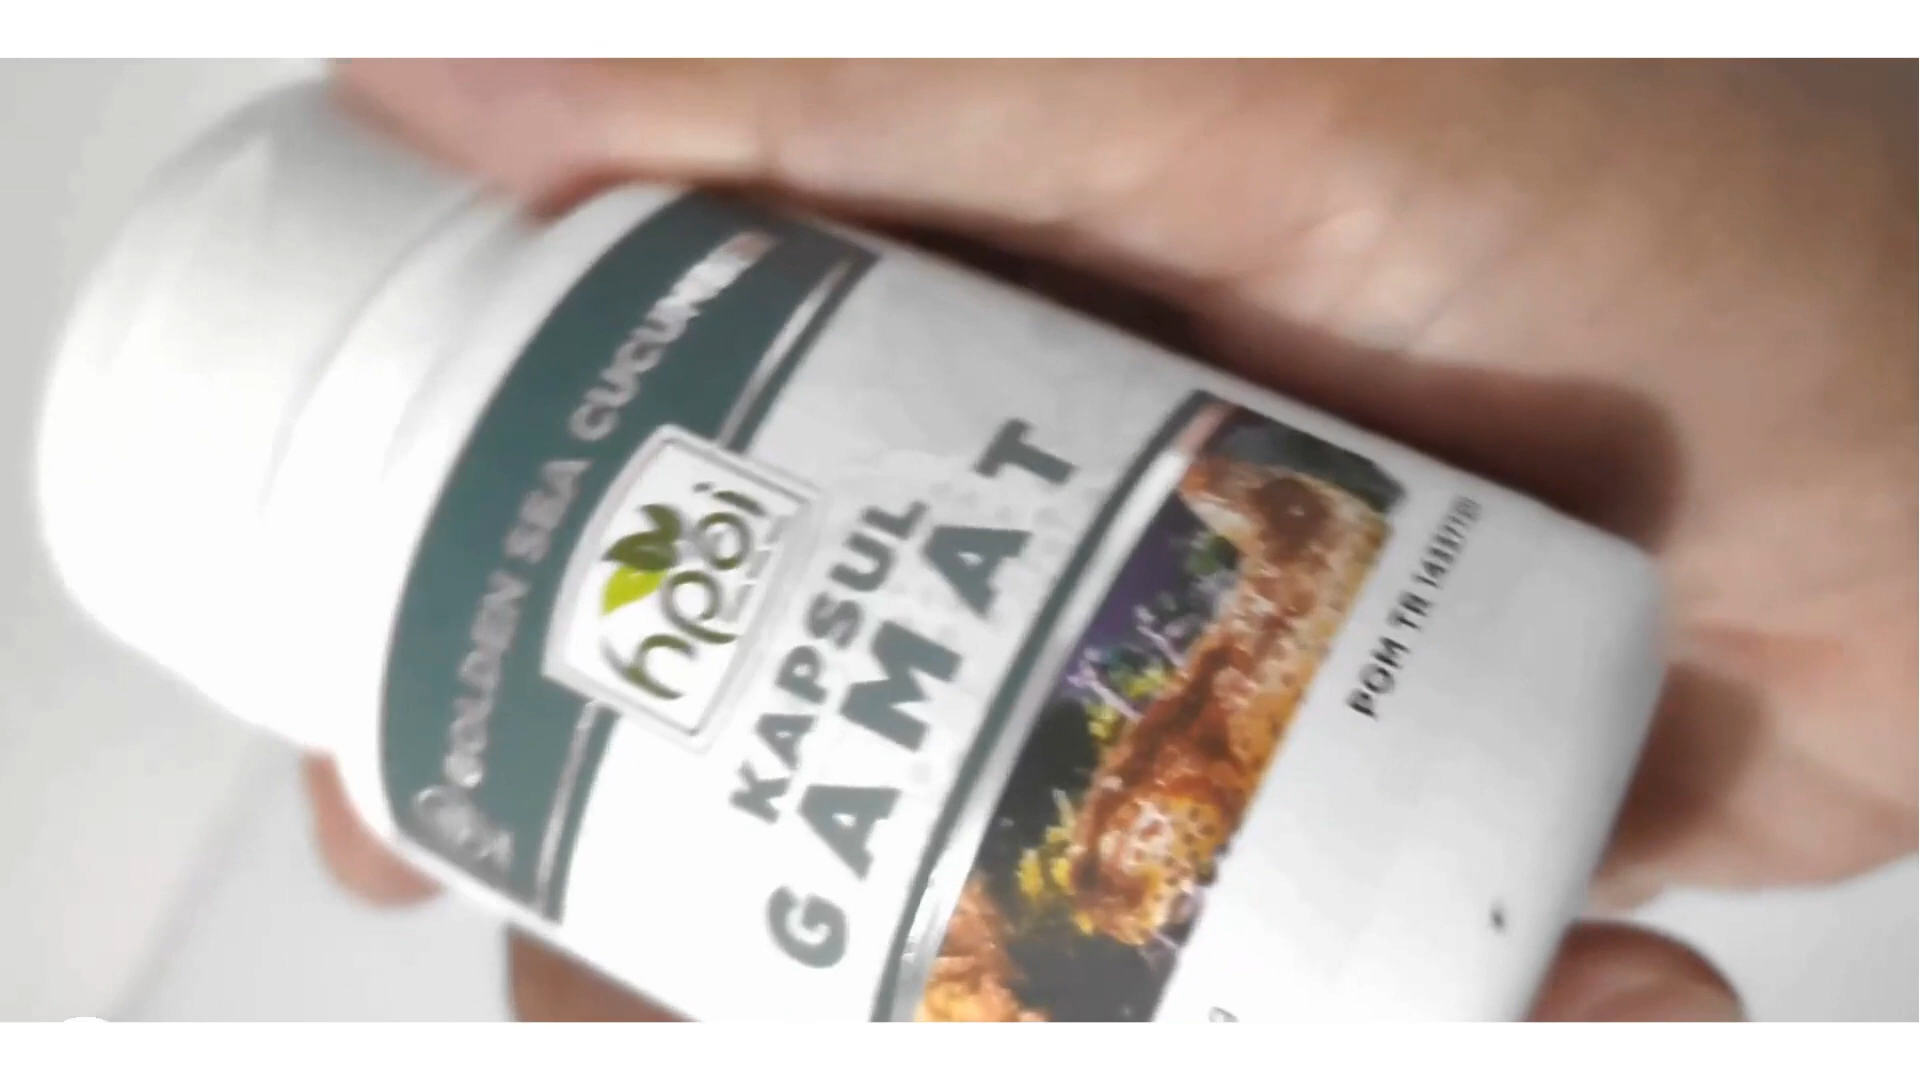 GOLDEN SEA CUCUMBER
hpai
KAPSUL
GAMAT
POM TR